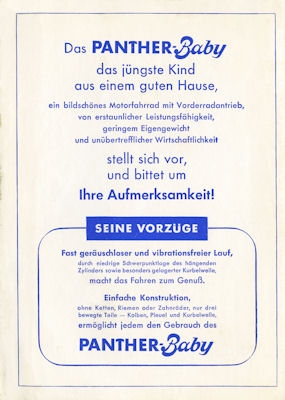 Das PANTHER-Baby
das jüngste Kind
aus einem guten Hause,
ein bildschönes Motorfahrrad mit Vorderradantrieb,
von erstaunlicher Leistungsfähigkeit,
geringem Eigengewicht
und unübertrefflicher Wirtschaftlichkeit
stellt sich vor,
und bittet um
Ihre Aufmerksamkeit!
SEINE VORZÜGE
Fast geräuschloser und vibrationsfreier Lauf,
durch niedrige Schwerpunktlage des hängenden
Zylinders sowie besonders gelagerter Kurbelwelle,
macht das Fahren zum Genuß.
Einfache Konstruktion,
ohne Ketten, Riemen oder Zahnräder, nur drei
bewegte Teile — Kolben, Pleuel und Kurbelwelle,
ermöglicht jedem den Gebrauch des
PANTHER-Baby